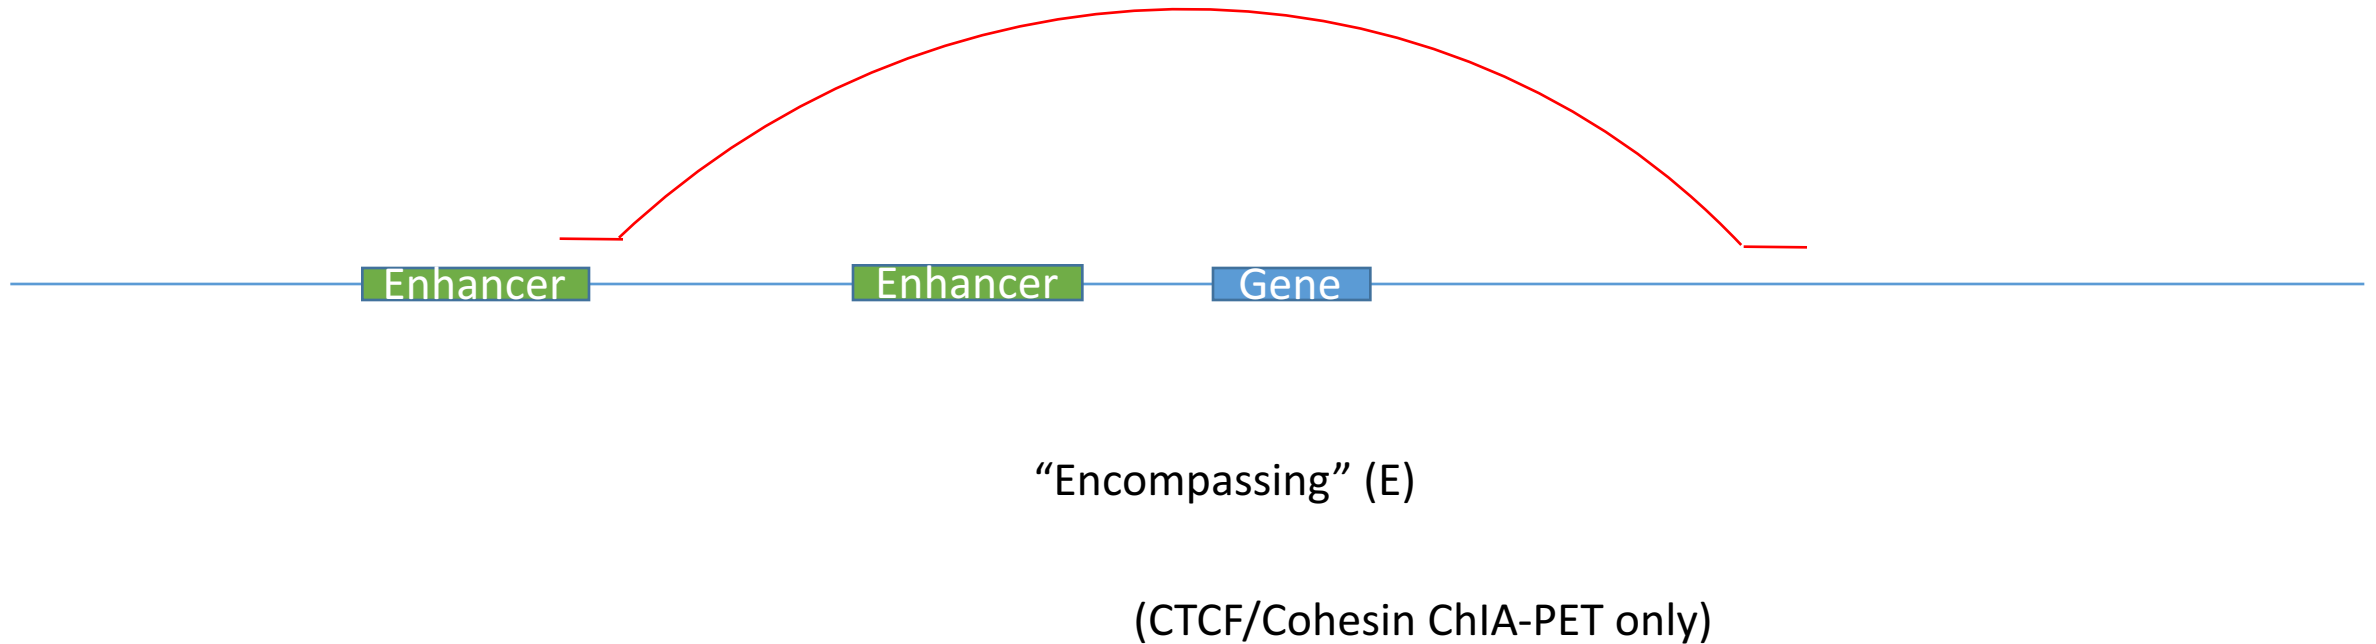 Enhancer Enhancer Gene
“Encompassing” (E)
(CTCF/Cohesin ChIA-PET only)